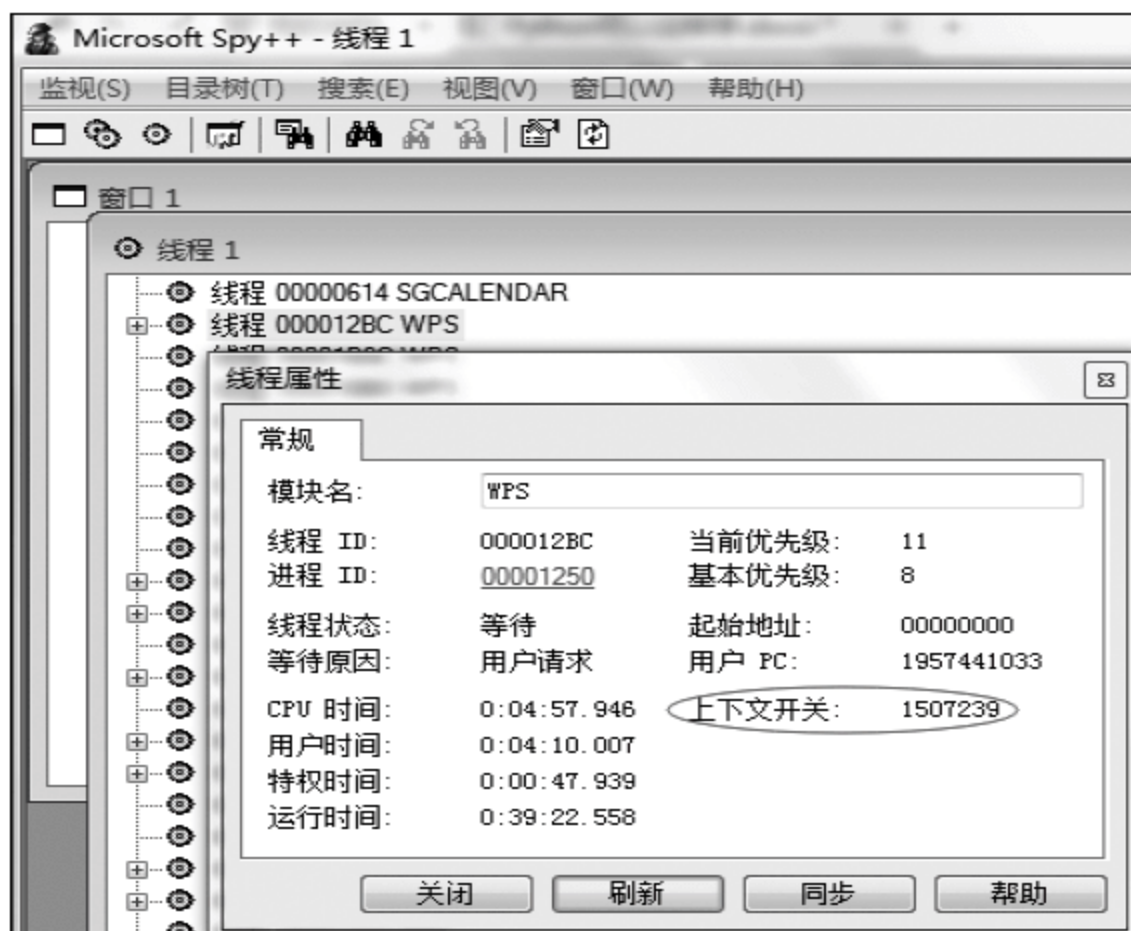 Microsoft Spy++ - 线程 1
监视(S) 目录树(T) 搜索(E) 视图(V) 窗口(W) 帮助(H)
窗口 1
线程 1
线程 00000614 SGCALENDAR
线程 000012BC WPS
线程属性
常规
模块名: WPS
线程 ID: 000012BC 当前优先级: 11
进程 ID: 00001250 基本优先级: 8
线程状态: 等待 起始地址: 00000000
等待原因: 用户请求 用户 PC: 1957441033
CPU 时间: 0:04:57.946 上下文开关: 1507239
用户时间: 0:04:10.007
特权时间: 0:00:47.939
运行时间: 0:39:22.558
关闭 刷新 同步 帮助